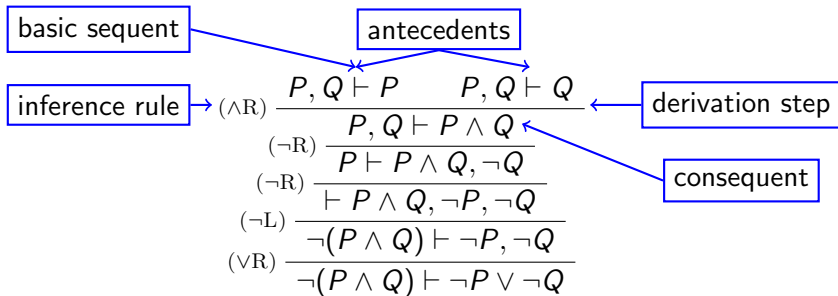 basic sequent
antecedents
P, Q ⊢ P P, Q ⊢ Q
inference rule (∧R) derivation step
P, Q ⊢ P ∧ Q
(¬R)
P ⊢ P ∧ Q, ¬Q
(¬R) consequent
⊢ P ∧ Q, ¬P, ¬Q
(¬L)
¬(P ∧ Q) ⊢ ¬P, ¬Q
(∨R)
¬(P ∧ Q) ⊢ ¬P ∨ ¬Q